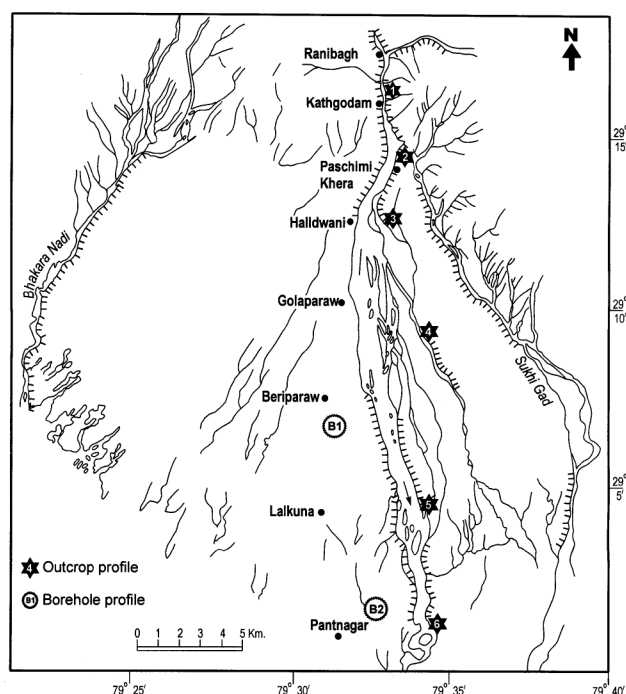 N
Ranibagh
1
Kathgodam
29°
15'
2
Paschimi
Khera
3
Halldwani
Bhakara Nadi
Golaparaw
29°
10'
4
Sukhi Gad
Beriparaw
B1
29°
5'
5
Lalkuna
4 Outcrop profile
B1 Borehole profile
B2
6
Pantnagar
0 1 2 3 4 5 Km.
79° 25' 79° 30' 79° 35' 79° 40'